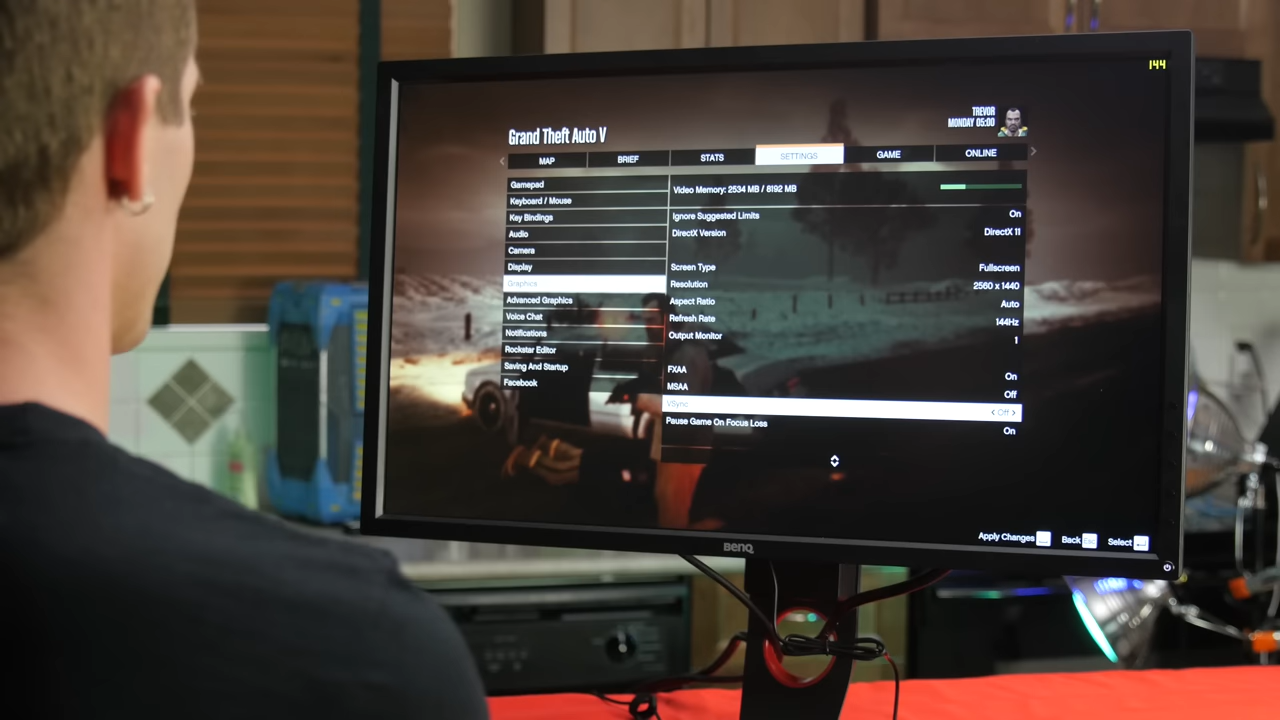 144
TREVOR
MONDAY 05:00
Grand Theft Auto V
MAP BRIEF STATS SETTINGS GAME ONLINE
Gamepad
Keyboard / Mouse
Key Bindings
Audio
Camera
Display
Graphics
Advanced Graphics
Voice Chat
Notifications
Rockstar Editor
Saving And Startup
Facebook
Video Memory: 2534 MB / 8192 MB
Ignore Suggested Limits On
DirectX Version DirectX 11
Screen Type Fullscreen
Resolution 2560 x 1440
Aspect Ratio Auto
Refresh Rate 144Hz
Output Monitor 1
FXAA On
MSAA Off
VSync < Off >
Pause Game On Focus Loss On
Apply Changes Back Esc Select
BenQ